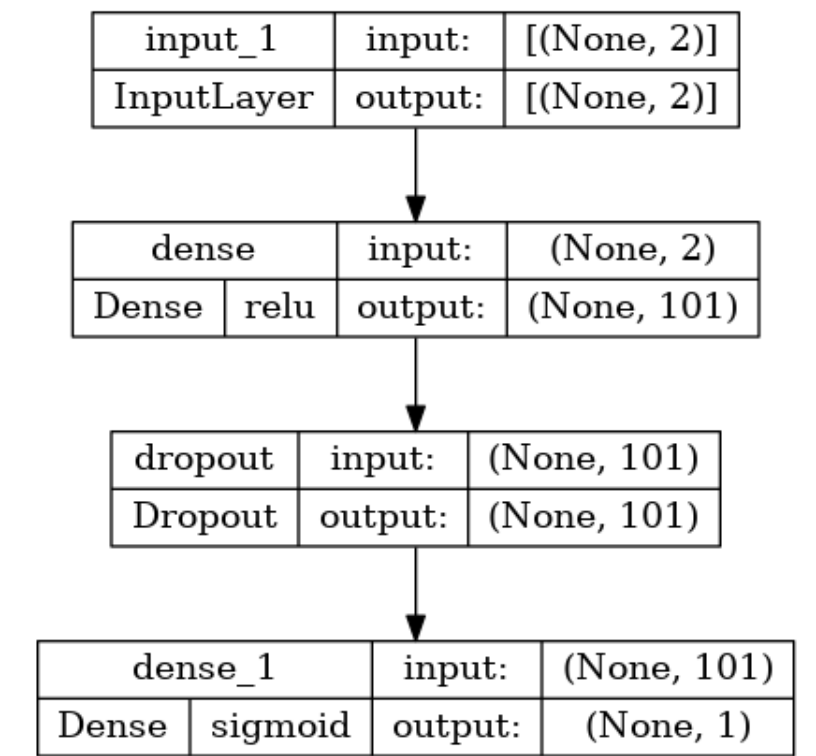 input_1 input: [(None, 2)]
InputLayer output: [(None, 2)]
dense input: (None, 2)
Dense relu output: (None, 101)
dropout input: (None, 101)
Dropout output: (None, 101)
dense_1 input: (None, 101)
Dense sigmoid output: (None, 1)